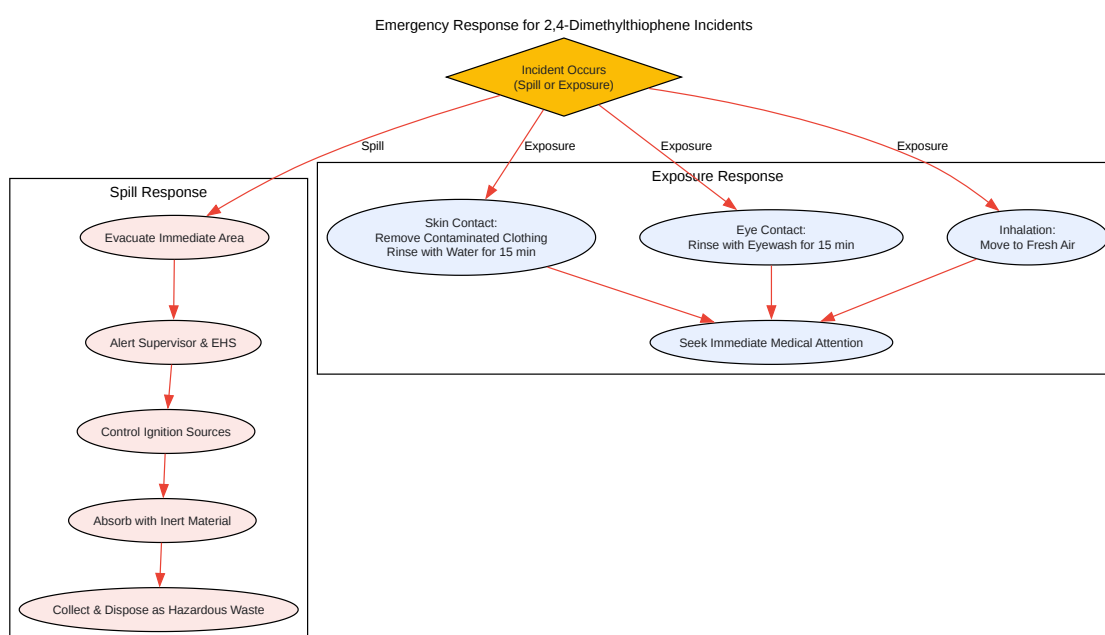 Emergency Response for 2,4-Dimethylthiophene Incidents
Incident Occurs
(Spill or Exposure)
Spill
Exposure
Exposure
Exposure
Spill Response
Evacuate Immediate Area
Alert Supervisor & EHS
Control Ignition Sources
Absorb with Inert Material
Collect & Dispose as Hazardous Waste
Exposure Response
Skin Contact:
Remove Contaminated Clothing
Rinse with Water for 15 min
Eye Contact:
Rinse with Eyewash for 15 min
Inhalation:
Move to Fresh Air
Seek Immediate Medical Attention